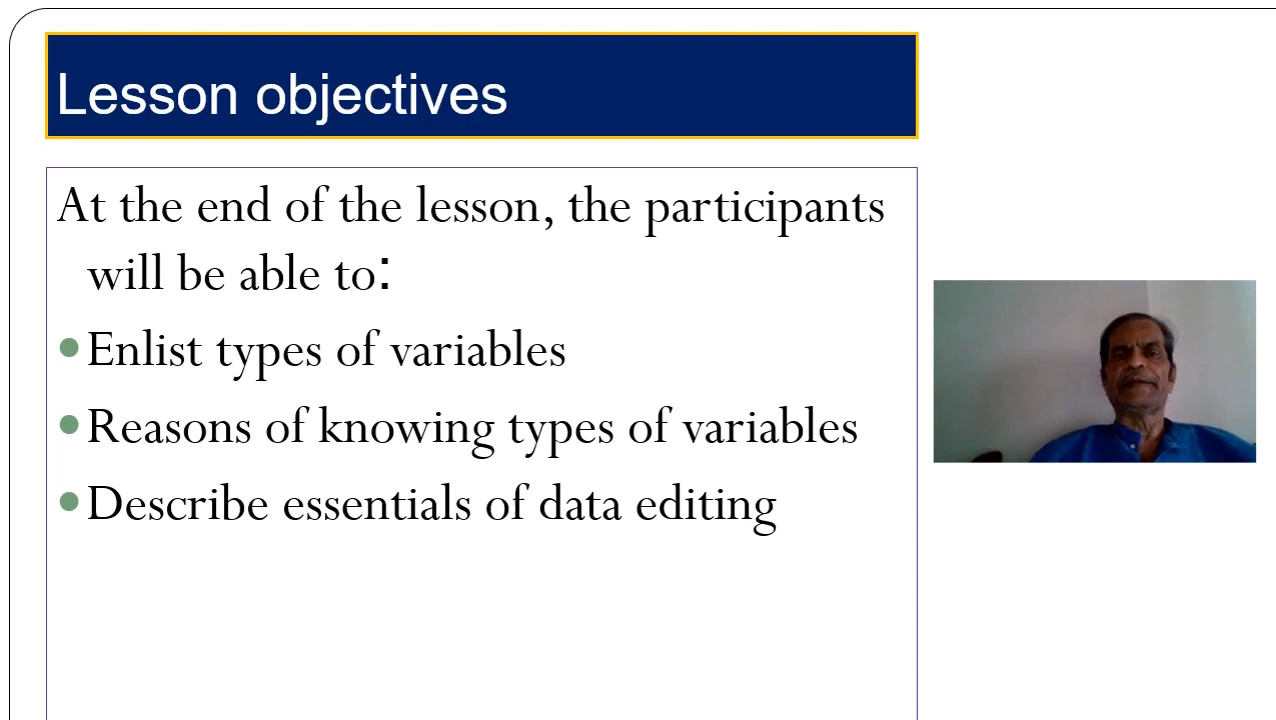 Lesson objectives
At the end of the lesson, the participants
will be able to:
Enlist types of variables
Reasons of knowing types of variables
Describe essentials of data editing